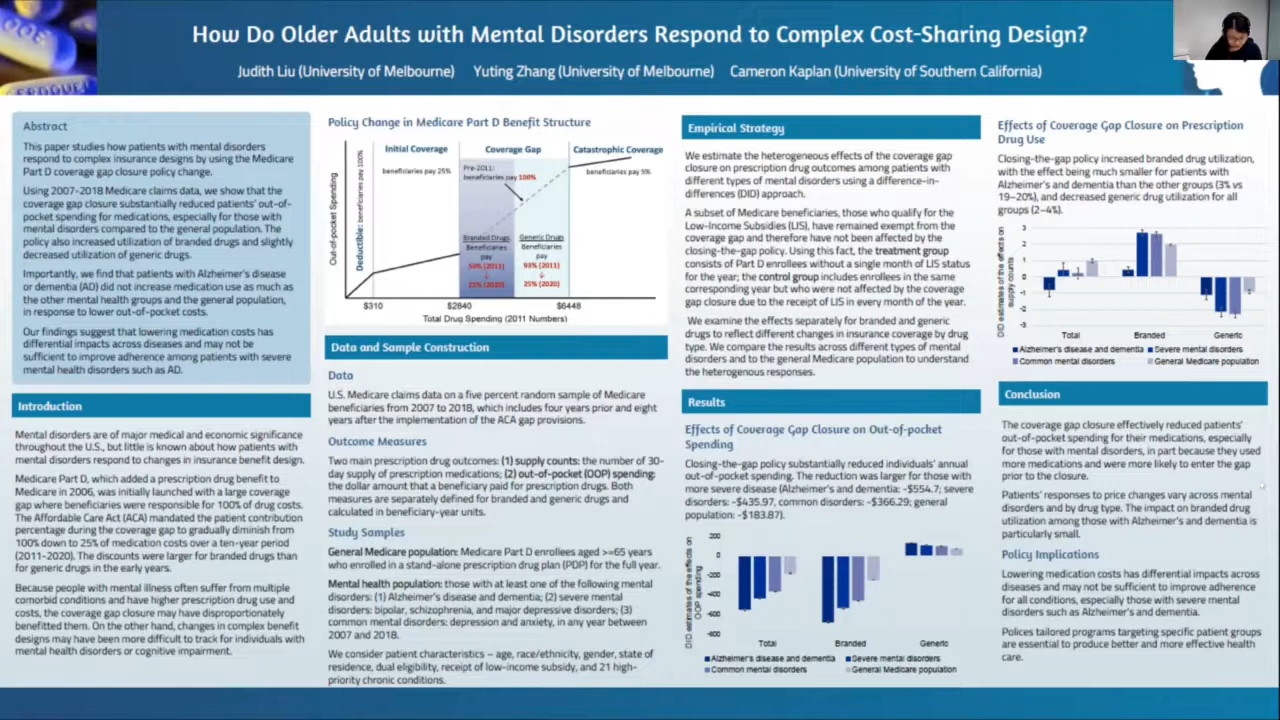 How Do Older Adults with Mental Disorders Respond to Complex Cost-Sharing Design?
Judith Liu (University of Melbourne) Yuting Zhang (University of Melbourne) Cameron Kaplan (University of Southern California)
Abstract
This paper studies how patients with mental disorders
respond to complex insurance designs by using the Medicare
Part D coverage gap closure policy change.
Using 2007-2018 Medicare claims data, we show that the
coverage gap closure substantially reduced patients' out-of-
pocket spending for medications, especially for those with
mental disorders compared to the general population. The
policy also increased utilization of branded drugs and slightly
decreased utilization of generic drugs.
Importantly, we find that patients with Alzheimer's disease
or dementia (AD) did not increase medication use as much as
the other mental health groups and the general population,
in response to lower out-of-pocket costs.
Our findings suggest that lowering medication costs has
differential impacts across diseases and may not be
sufficient to improve adherence among patients with severe
mental health disorders such as AD.
Introduction
Mental disorders are of major medical and economic significance
throughout the U.S., but little is known about how patients with
mental disorders respond to changes in insurance benefit design.
Medicare Part D, which added a prescription drug benefit to
Medicare in 2006, was initially launched with a large coverage
gap where beneficiaries were responsible for 100% of drug costs.
The Affordable Care Act (ACA) mandated the patient contribution
percentage during the coverage gap to gradually diminish from
100% down to 25% of medication costs over a ten-year period
(2011-2020). The discounts were larger for branded drugs than
for generic drugs in the early years.
Because people with mental illness often suffer from multiple
comorbid conditions and have higher prescription drug use and
costs, the coverage gap closure may have disproportionately
benefitted them. On the other hand, changes in complex benefit
designs may have been more difficult to track for individuals with
mental health disorders or cognitive impairment.
Policy Change in Medicare Part D Benefit Structure
Initial Coverage
Coverage Gap
Catastrophic Coverage
beneficiaries pay 25%
Pre-2011:
beneficiaries pay 100%
beneficiaries pay 5%
Out-of-pocket Spending
Deductible: beneficiaries pay 100%
Branded Drugs
Beneficiaries
pay
50% (2011)
25% (2020)
Generic Drugs
Beneficiaries
pay
93% (2011)
25% (2020)
$310
$2840
$6448
Total Drug Spending (2011 Numbers)
Data and Sample Construction
Data
U.S. Medicare claims data on a five percent random sample of Medicare
beneficiaries from 2007 to 2018, which includes four years prior and eight
years after the implementation of the ACA gap provisions.
Outcome Measures
Two main prescription drug outcomes: (1) supply counts: the number of 30-
day supply of prescription medications; (2) out-of-pocket (OOP) spending:
the dollar amount that a beneficiary paid for prescription drugs. Both
measures are separately defined for branded and generic drugs and
calculated in beneficiary-year units.
Study Samples
General Medicare population: Medicare Part D enrollees aged >=65 years
who enrolled in a stand-alone prescription drug plan (PDP) for the full year.
Mental health population: those with at least one of the following mental
disorders: (1) Alzheimer's disease and dementia; (2) severe mental
disorders: bipolar, schizophrenia, and major depressive disorders; (3)
common mental disorders: depression and anxiety, in any year between
2007 and 2018.
We consider patient characteristics – age, race/ethnicity, gender, state of
residence, dual eligibility, receipt of low-income subsidy, and 21 high-
priority chronic conditions.
Empirical Strategy
We estimate the heterogeneous effects of the coverage gap
closure on prescription drug outcomes among patients with
different types of mental disorders using a difference-in-
differences (DID) approach.
A subset of Medicare beneficiaries, those who qualify for the
Low-Income Subsidies (LIS), have remained exempt from the
coverage gap and therefore have not been affected by the
closing-the-gap policy. Using this fact, the treatment group
consists of Part D enrollees without a single month of LIS status
for the year; the control group includes enrollees in the same
corresponding year but who were not affected by the coverage
gap closure due to the receipt of LIS in every month of the year.
We examine the effects separately for branded and generic
drugs to reflect different changes in insurance coverage by drug
type. We compare the results across different types of mental
disorders and to the general Medicare population to understand
the heterogenous responses.
Results
Effects of Coverage Gap Closure on Out-of-pocket
Spending
Closing-the-gap policy substantially reduced individuals' annual
out-of-pocket spending. The reduction was larger for those with
more severe disease (Alzheimer's and dementia: -$554.7; severe
disorders: -$435.97, common disorders: -$366.29; general
population: -$183.87).
DID estimates of the effects on
OOP spending
200
0
-200
-400
-600
-800
Total
Branded
Generic
Alzheimer's disease and dementia
Severe mental disorders
Common mental disorders
General Medicare population
Effects of Coverage Gap Closure on Prescription
Drug Use
Closing-the-gap policy increased branded drug utilization,
with the effect being much smaller for patients with
Alzheimer's and dementia than the other groups (3% vs
19–20%), and decreased generic drug utilization for all
groups (2–4%).
DID estimates of the effects on
supply counts
3
2
1
0
-1
-2
-3
Total
Branded
Generic
Alzheimer's disease and dementia
Severe mental disorders
Common mental disorders
General Medicare population
Conclusion
The coverage gap closure effectively reduced patients'
out-of-pocket spending for their medications, especially
for those with mental disorders, in part because they used
more medications and were more likely to enter the gap
prior to the closure.
Patients' responses to price changes vary across mental
disorders and by drug type. The impact on branded drug
utilization among those with Alzheimer's and dementia is
particularly small.
Policy Implications
Lowering medication costs has differential impacts across
diseases and may not be sufficient to improve adherence
for all conditions, especially those with severe mental
disorders such as Alzheimer's and dementia.
Polices tailored programs targeting specific patient groups
are essential to produce better and more effective health
care.